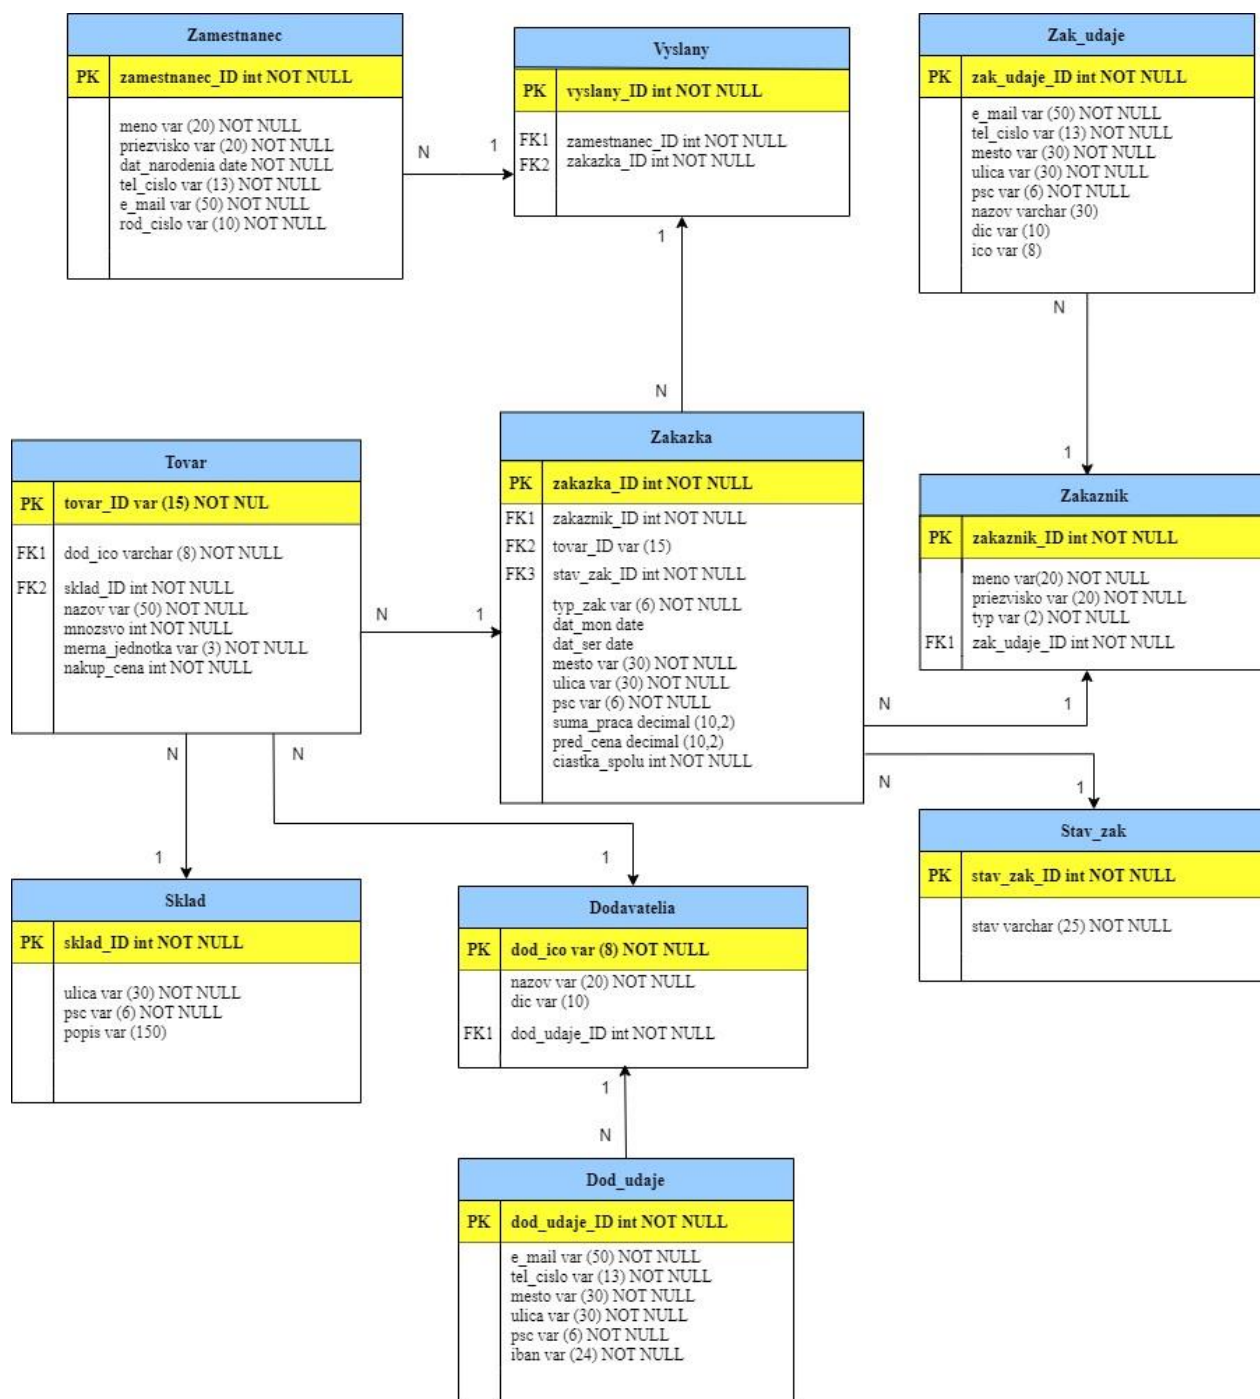 Zamestnanec
PK zamestnanec_ID int NOT NULL
meno var (20) NOT NULL
priezvisko var (20) NOT NULL
dat_narodenia date NOT NULL
tel_cislo var (13) NOT NULL
e_mail var (50) NOT NULL
rod_cislo var (10) NOT NULL
N
1
Vyslany
PK vyslany_ID int NOT NULL
FK1 zamestnanec_ID int NOT NULL
FK2 zakazka_ID int NOT NULL
1
N
Zak_udaje
PK zak_udaje_ID int NOT NULL
e_mail var (50) NOT NULL
tel_cislo var (13) NOT NULL
mesto var (30) NOT NULL
ulica var (30) NOT NULL
psc var (6) NOT NULL
nazov varchar (30)
dic var (10)
ico var (8)
N
1
Tovar
PK tovar_ID var (15) NOT NUL
FK1 dod_ico varchar (8) NOT NULL
FK2 sklad_ID int NOT NULL
nazov var (50) NOT NULL
mnozsvo int NOT NULL
merna_jednotka var (3) NOT NULL
nakup_cena int NOT NULL
N
1
Zakazka
PK zakazka_ID int NOT NULL
FK1 zakaznik_ID int NOT NULL
FK2 tovar_ID var (15)
FK3 stav_zak_ID int NOT NULL
typ_zak var (6) NOT NULL
dat_mon date
dat_ser date
mesto var (30) NOT NULL
ulica var (30) NOT NULL
psc var (6) NOT NULL
suma_praca decimal (10,2)
pred_cena decimal (10,2)
ciastka_spolu int NOT NULL
Zakaznik
PK zakaznik_ID int NOT NULL
meno var(20) NOT NULL
priezvisko var (20) NOT NULL
typ var (2) NOT NULL
FK1 zak_udaje_ID int NOT NULL
N
1
N
1
N
N
1
1
Stav_zak
PK stav_zak_ID int NOT NULL
stav varchar (25) NOT NULL
Sklad
PK sklad_ID int NOT NULL
ulica var (30) NOT NULL
psc var (6) NOT NULL
popis var (150)
Dodavatelia
PK dod_ico var (8) NOT NULL
nazov var (20) NOT NULL
dic var (10)
FK1 dod_udaje_ID int NOT NULL
1
N
Dod_udaje
PK dod_udaje_ID int NOT NULL
e_mail var (50) NOT NULL
tel_cislo var (13) NOT NULL
mesto var (30) NOT NULL
ulica var (30) NOT NULL
psc var (6) NOT NULL
iban var (24) NOT NULL